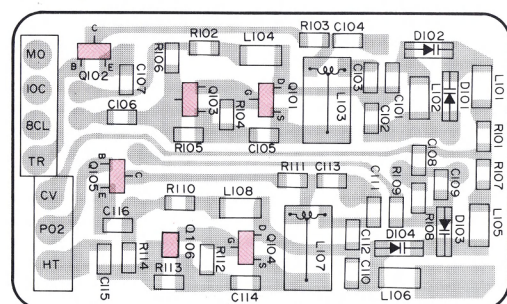 C
B
E
Q102
MO
IOC
8CL
TR
CV
PO2
HT
C107
R106
R102
L104
R103
C104
D102
C106
Q103
R104
G
D
S
Q101
L103
C103
C101
C102
L102
D101
L101
R105
C105
R101
B
C
E
Q105
R111
C113
C108
R107
C109
R110
L108
C111
R109
R108
D103
L105
C116
Q106
R112
G
D
S
Q104
L107
C112
D104
C110
C115
R114
R113
C114
L106